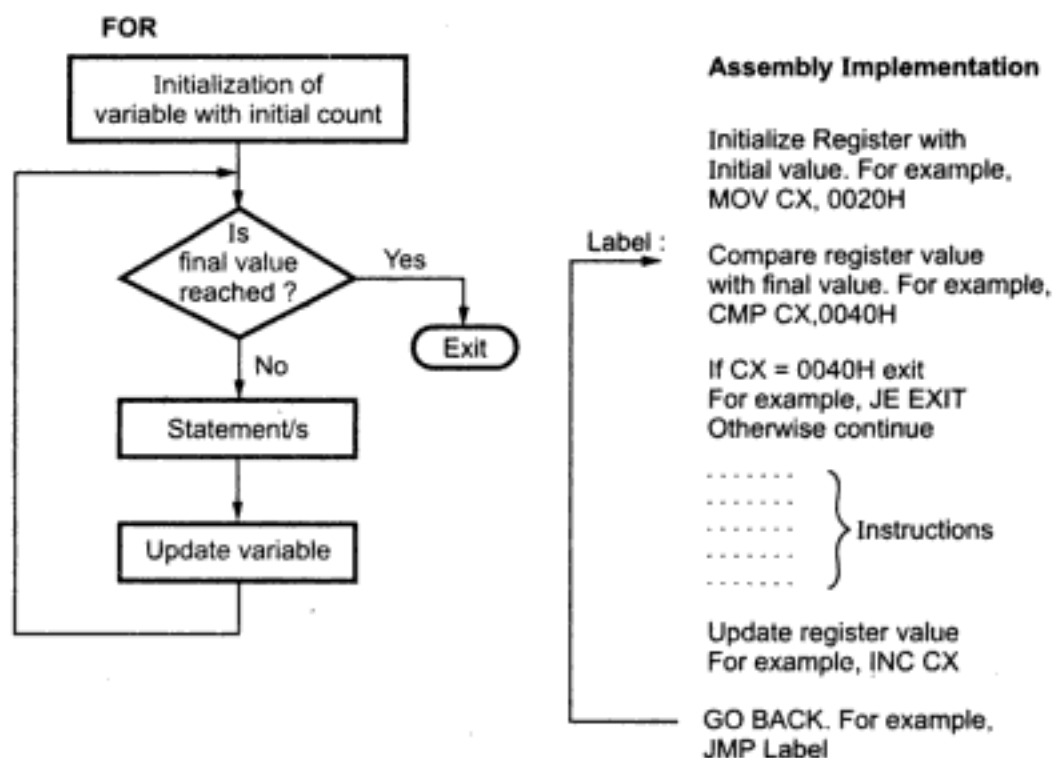 FOR
Initialization of
variable with initial count
Is
final value
reached ?
Yes
Exit
No
Statement/s
Update variable
Assembly Implementation
Initialize Register with
Initial value. For example,
MOV CX, 0020H
Label :
Compare register value
with final value. For example,
CMP CX,0040H
If CX = 0040H exit
For example, JE EXIT
Otherwise continue
Instructions
Update register value
For example, INC CX
GO BACK. For example,
JMP Label